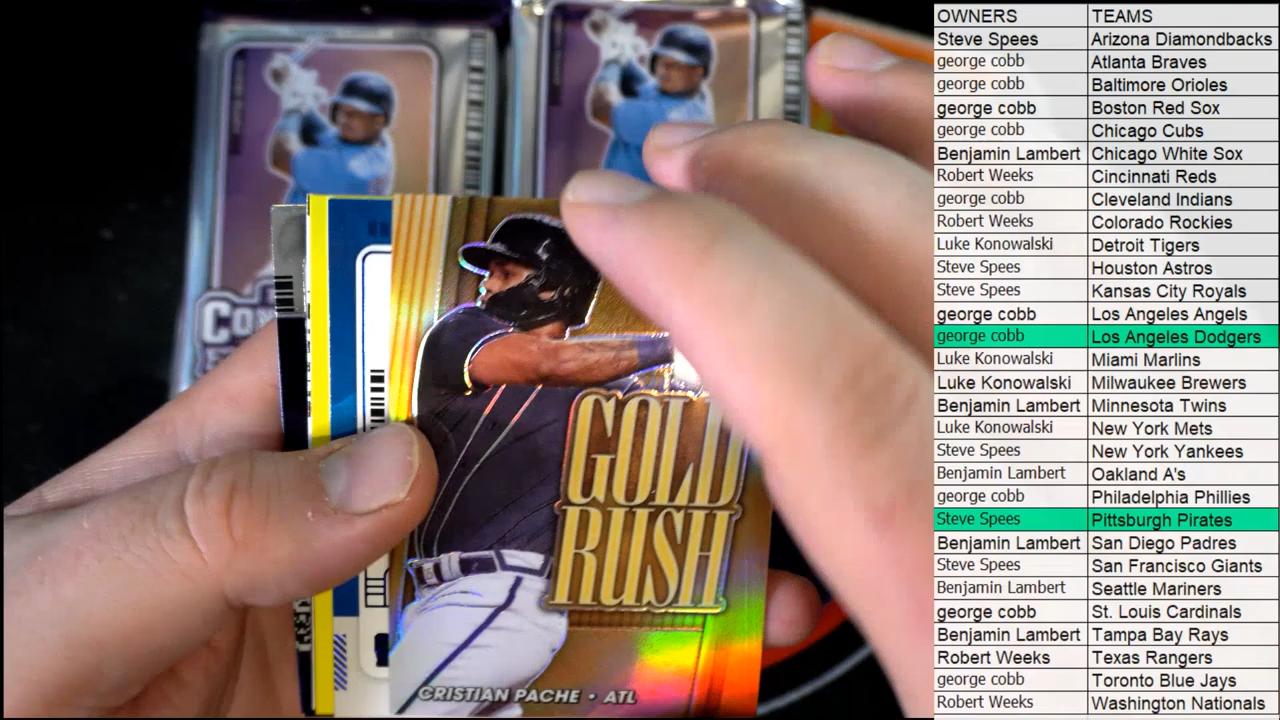 OWNERS TEAMS
Steve Spees Arizona Diamondbacks
george cobb Atlanta Braves
george cobb Baltimore Orioles
george cobb Boston Red Sox
george cobb Chicago Cubs
Benjamin Lambert Chicago White Sox
Robert Weeks Cincinnati Reds
george cobb Cleveland Indians
Robert Weeks Colorado Rockies
Luke Konowalski Detroit Tigers
Steve Spees Houston Astros
Steve Spees Kansas City Royals
george cobb Los Angeles Angels
george cobb Los Angeles Dodgers
Luke Konowalski Miami Marlins
Luke Konowalski Milwaukee Brewers
Benjamin Lambert Minnesota Twins
Luke Konowalski New York Mets
Steve Spees New York Yankees
Benjamin Lambert Oakland A's
george cobb Philadelphia Phillies
Steve Spees Pittsburgh Pirates
Benjamin Lambert San Diego Padres
Steve Spees San Francisco Giants
Benjamin Lambert Seattle Mariners
george cobb St. Louis Cardinals
Benjamin Lambert Tampa Bay Rays
Robert Weeks Texas Rangers
george cobb Toronto Blue Jays
Robert Weeks Washington Nationals
GOLD
RUSH
CRISTIAN PACHE • ATL